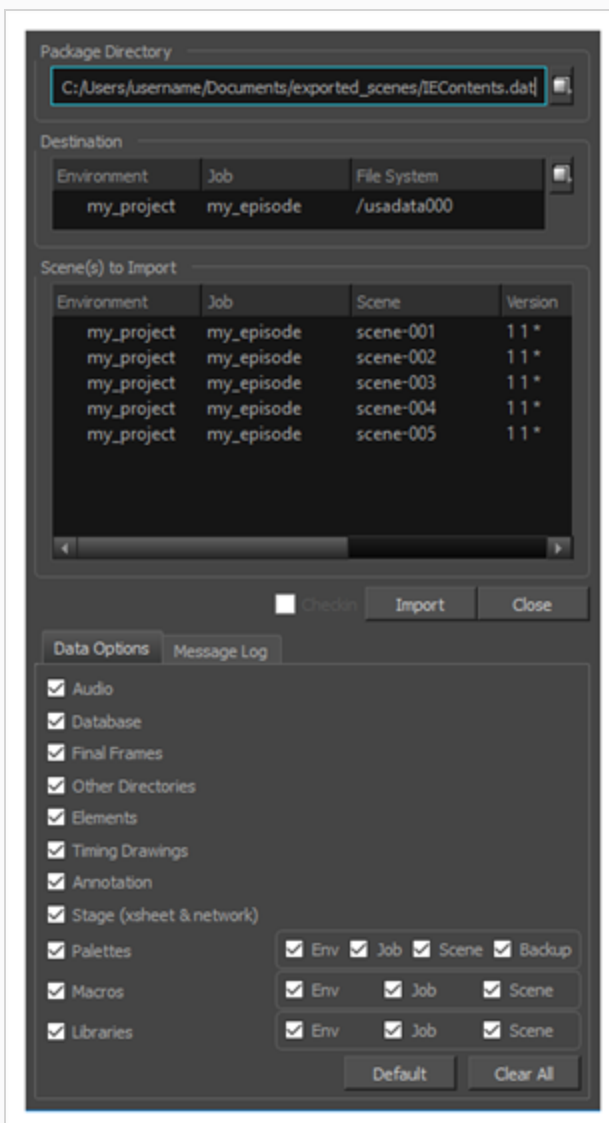 Package Directory
C:/Users/username/Documents/exported_scenes/IEContents.dat
Destination
Environment Job File System
my_project my_episode /usadata000
Scene(s) to Import
Environment Job Scene Version
my_project my_episode scene-001 1 1 *
my_project my_episode scene-002 1 1 *
my_project my_episode scene-003 1 1 *
my_project my_episode scene-004 1 1 *
my_project my_episode scene-005 1 1 *
Checkin Import Close
Data Options Message Log
Audio
Database
Final Frames
Other Directories
Elements
Timing Drawings
Annotation
Stage (xsheet & network)
Palettes Env Job Scene Backup
Macros Env Job Scene
Libraries Env Job Scene
Default Clear All